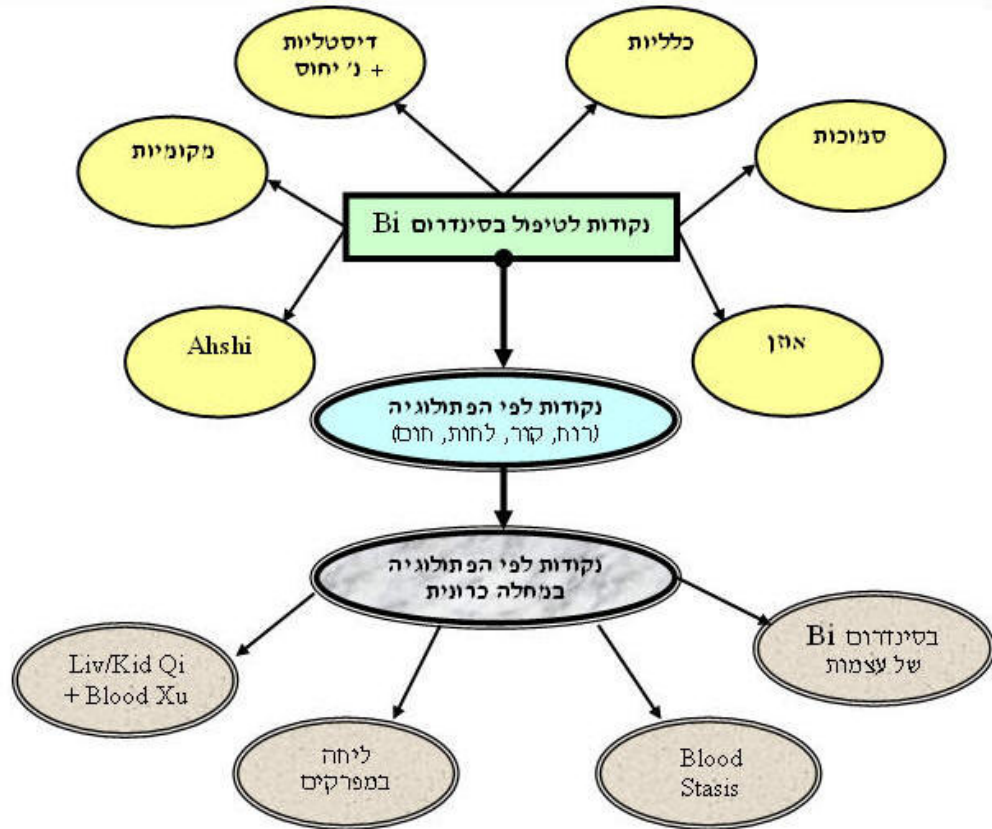 דיסטליות
+ נ' יחוס
כלליות
מקומיות
סמוכות
נקודות לטיפול בסינדרום Bi
Ahshi
אוזן
נקודות לפי הפתולוגיה
(רוח, קור, לחות, חום)
נקודות לפי הפתולוגיה
במחלה כרונית
Liv/Kid Qi
+ Blood Xu
בסינדרום Bi
של עצמות
ליחה
במפרקים
Blood
Stasis